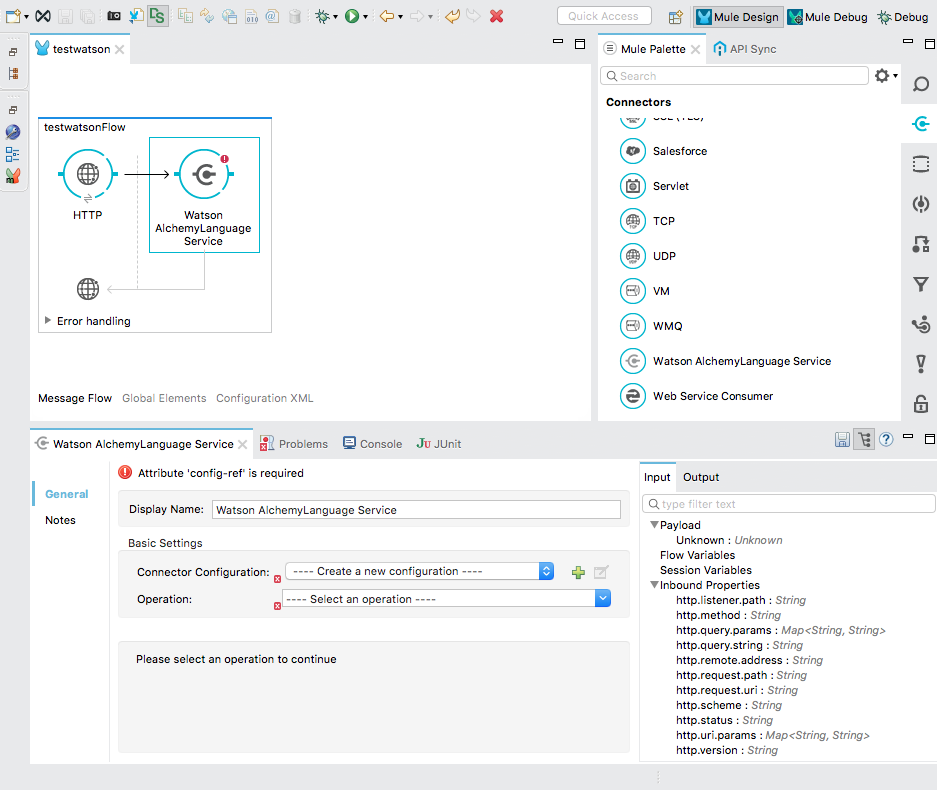 Quick Access
Mule Design
Mule Debug
Debug
testwatson
Mule Palette
API Sync
Search
Connectors
testwatsonFlow
HTTP
Watson
AlchemyLanguage
Service
Error handling
Salesforce
Servlet
TCP
UDP
VM
WMQ
Watson AlchemyLanguage Service
Web Service Consumer
Message Flow Global Elements Configuration XML
Watson AlchemyLanguage Service
Problems
Console
JU JUnit
Attribute 'config-ref' is required
General
Notes
Display Name: Watson AlchemyLanguage Service
Basic Settings
Connector Configuration: ---- Create a new configuration ----
Operation: ---- Select an operation ----
Please select an operation to continue
Input Output
type filter text
Payload
Unknown : Unknown
Flow Variables
Session Variables
Inbound Properties
http.listener.path : String
http.method : String
http.query.params : Map<String, String>
http.query.string : String
http.remote.address : String
http.request.path : String
http.request.uri : String
http.scheme : String
http.status : String
http.uri.params : Map<String, String>
http.version : String